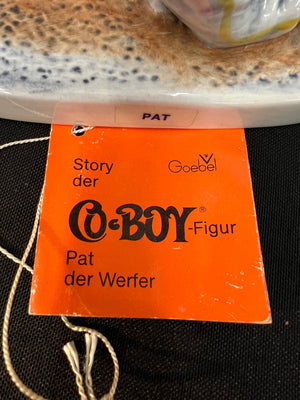 PAT
Story
der
Goebel
CO-BOY®-Figur
Pat
der Werfer